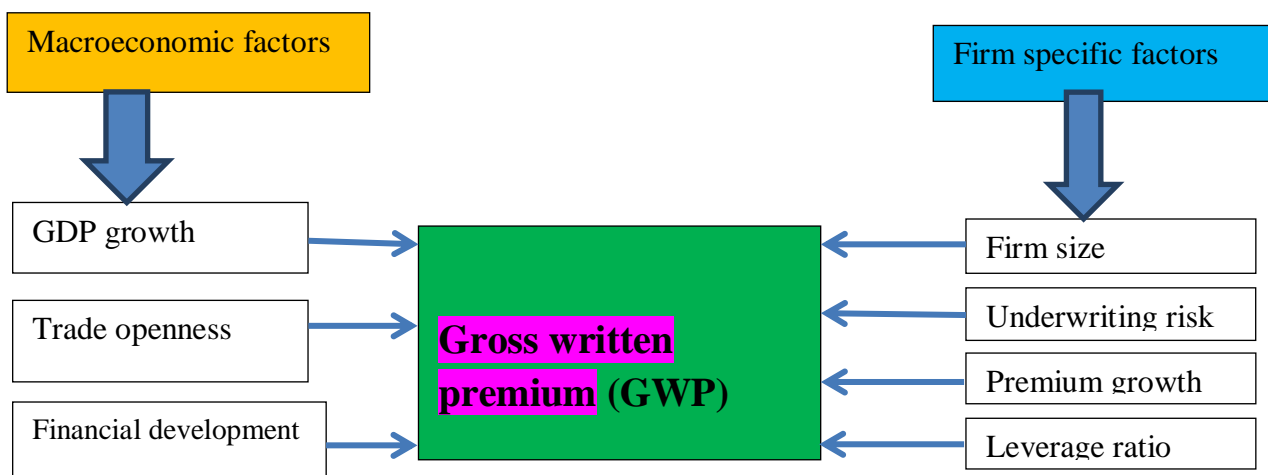 Macroeconomic factors
Firm specific factors
GDP growth
Trade openness
Financial development
Gross written
premium (GWP)
Firm size
Underwriting risk
Premium growth
Leverage ratio